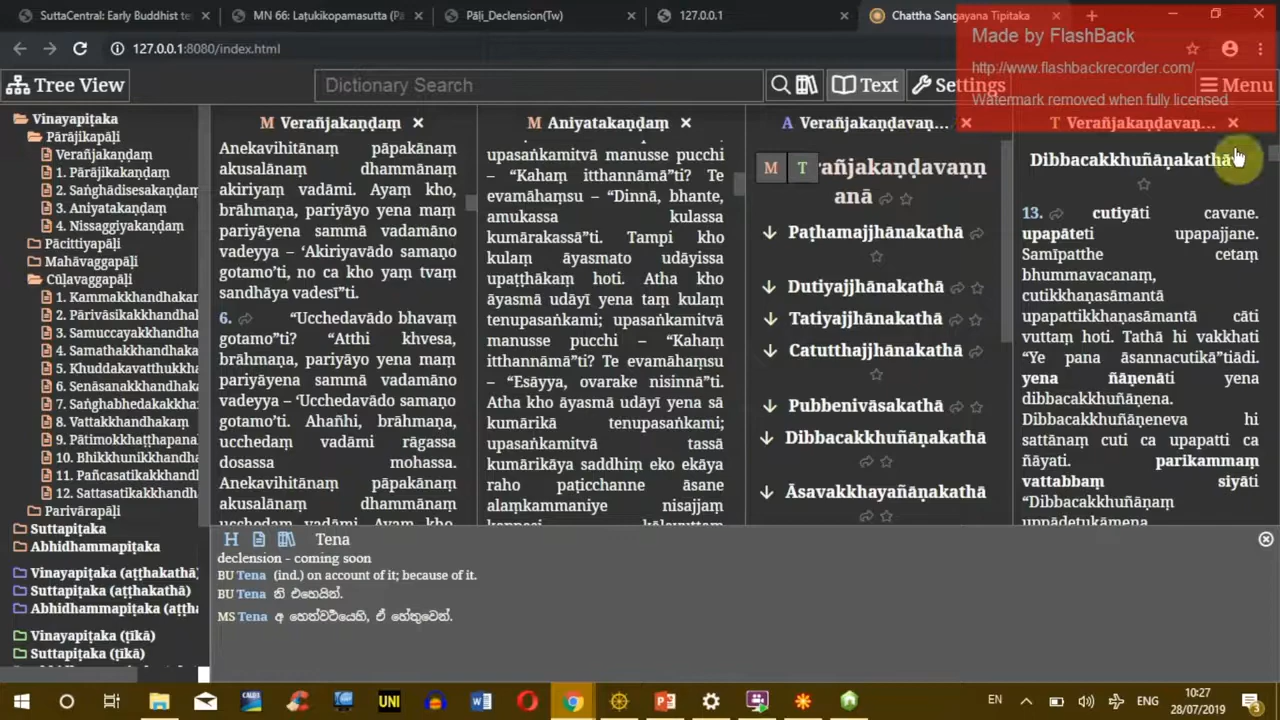 SuttaCentral: Early Buddhist te
MN 66: Laṭukikopamasutta (Pā
Pāḷi_Declension(Tw)
127.0.0.1
Chattha Sangayana Tipitaka
127.0.0.1:8080/index.html
Made by FlashBack
http://www.flashbackrecorder.com/
Watermark removed when fully licensed
Tree View
Dictionary Search
Text
Settings
Menu
Vinayapiṭaka
Pārājikapāḷi
Verañjakaṇḍaṃ
1. Pārājikakaṇḍaṃ
2. Saṅghādisesakaṇḍaṃ
3. Aniyatakaṇḍaṃ
4. Nissaggiyakaṇḍaṃ
Pācittiyapāḷi
Mahāvaggapāḷi
Cūḷavaggapāḷi
1. Kammakkhandhakaṃ
2. Pārivāsikakkhandha
3. Samuccayakkhandha
4. Samathakkhandhaka
5. Khuddakavatthukkh
6. Senāsanakkhandhak
7. Saṅghabhedakakkha
8. Vattakkhandhakaṃ
9. Pātimokkhaṭṭhapana
10. Bhikkhunikkhandh
11. Pañcasatikakkhand
12. Sattasatikakkhandh
Parivārapāḷi
Suttapiṭaka
Abhidhammapiṭaka
Vinayapiṭaka (aṭṭhakathā)
Suttapiṭaka (aṭṭhakathā)
Abhidhammapiṭaka (aṭṭh
Vinayapiṭaka (ṭīkā)
Suttapiṭaka (ṭīkā)
M Verañjakaṇḍaṃ
Anekavihitānaṃ pāpakānaṃ
akusalānaṃ dhammānaṃ
akiriyaṃ vadāmi. Ayaṃ kho,
brāhmaṇa, pariyāyo yena maṃ
pariyāyena sammā vadamāno
vadeyya – ‘Akiriyavādo samaṇo
gotamo’ti, no ca kho yaṃ tvaṃ
sandhāya vadesī”ti.
6. “Ucchedavādo bhavaṃ
gotamo”ti? “Atthi khvesa,
brāhmaṇa, pariyāyo yena maṃ
pariyāyena sammā vadamāno
vadeyya – ‘Ucchedavādo samaṇo
gotamo’ti. Ahañhi, brāhmaṇa,
ucchedaṃ vadāmi rāgassa
dosassa mohassa.
Anekavihitānaṃ pāpakānaṃ
akusalānaṃ dhammānaṃ
ucchedaṃ vadāmi. Ayaṃ kho
M Aniyatakaṇḍaṃ
upasaṅkamitvā manusse pucchi
– “Kahaṃ itthannāmā”ti? Te
evamāhaṃsu – “Dinnā, bhante,
amukassa kulassa
kumārakassā”ti. Tampi kho
kulaṃ āyasmato udāyissa
upaṭṭhākaṃ hoti. Atha kho
āyasmā udāyī yena taṃ kulaṃ
tenupasaṅkami; upasaṅkamitvā
manusse pucchi – “Kahaṃ
itthannāmā”ti? Te evamāhaṃsu
– “Esāyya, ovarake nisinnā”ti.
Atha kho āyasmā udāyī yena sā
kumārikā tenupasaṅkami;
upasaṅkamitvā tassā
kumārikāya saddhiṃ eko ekāya
raho paṭicchanne āsane
alaṃkammaniye nisajjaṃ
A Verañjakaṇḍavaṇ...
M T
rañjakaṇḍavaṇṇ
anā
Paṭhamajjhānakathā
Dutiyajjhānakathā
Tatiyajjhānakathā
Catutthajjhānakathā
Pubbenivāsakathā
Dibbacakkhuñāṇakathā
Āsavakkhayañāṇakathā
T Verañjakaṇḍavaṇ...
Dibbacakkhuñāṇakathā
13. cutiyāti cavane.
upapāteti upapajjane.
Samīpatthe cetaṃ
bhummavacanaṃ,
cutikkhaṇasāmantā
upapattikkhaṇasāmantā cāti
vuttaṃ hoti. Tathā hi vakkhati
“Ye pana āsannacutikā”tiādi.
yena ñāṇenāti yena
dibbacakkhuñāṇena.
Dibbacakkhuñāṇeneva hi
sattānaṃ cuti ca upapatti ca
ñāyati. parikammaṃ
vattabbaṃ siyāti
“Dibbacakkhuñāṇaṃ
uppādetukāmena
H Tena
declension - coming soon
BU Tena (ind.) on account of it; because of it.
BU Tena නි එහෙයින්.
MS Tena
EN
ENG
10:27
28/07/2019
UNI
3